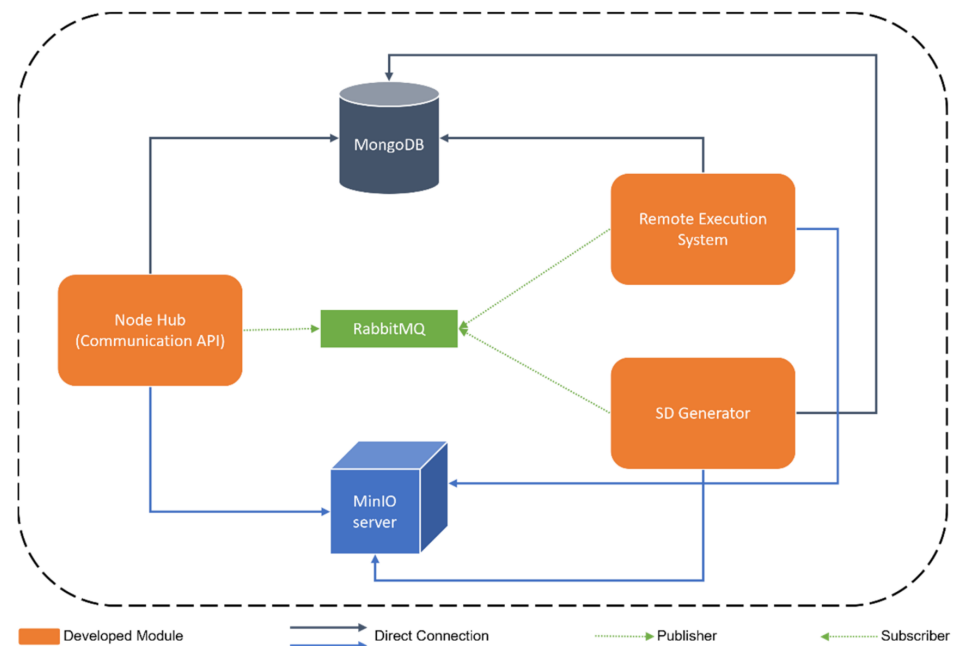 MongoDB
Remote Execution
System
Node Hub
(Communication API)
RabbitMQ
SD Generator
MinIO
server
Developed Module
Direct Connection
Publisher
Subscriber